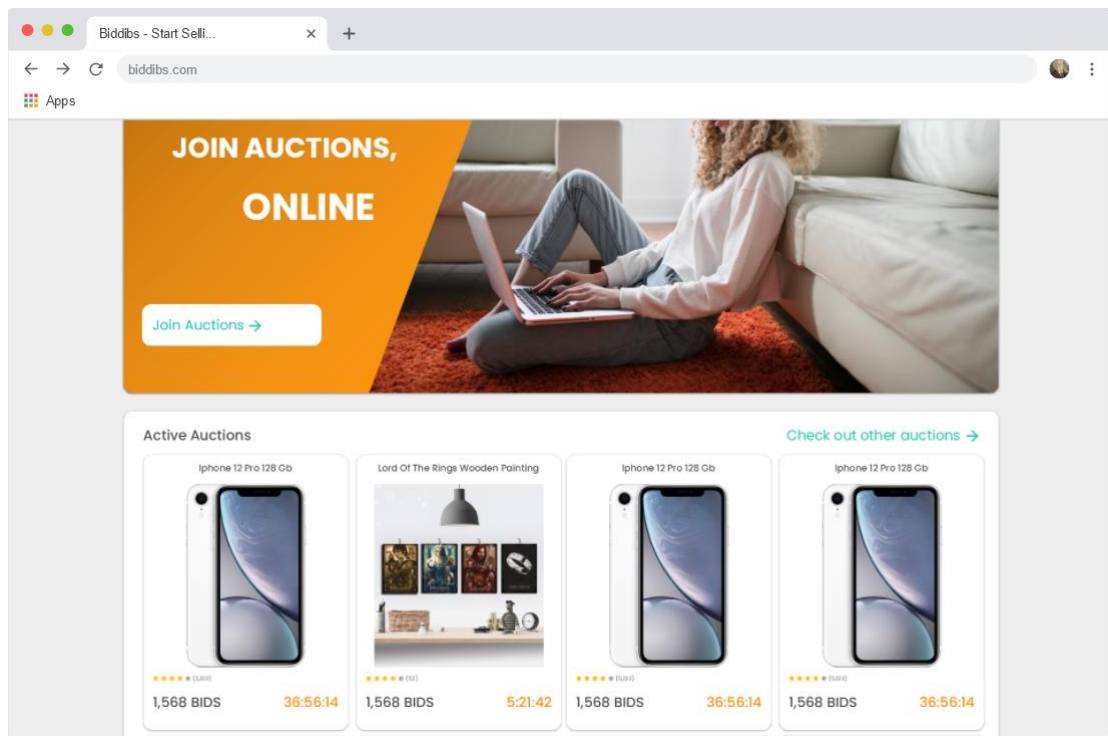 Biddibs - Start Selli...
biddibs.com
Apps
JOIN AUCTIONS,
ONLINE
Join Auctions →
Active Auctions
Check out other auctions →
Iphone 12 Pro 128 Gb
Lord Of The Rings Wooden Painting
Iphone 12 Pro 128 Gb
Iphone 12 Pro 128 Gb
1,568 BIDS 36:56:14
1,568 BIDS 5:21:42
1,568 BIDS 36:56:14
1,568 BIDS 36:56:14